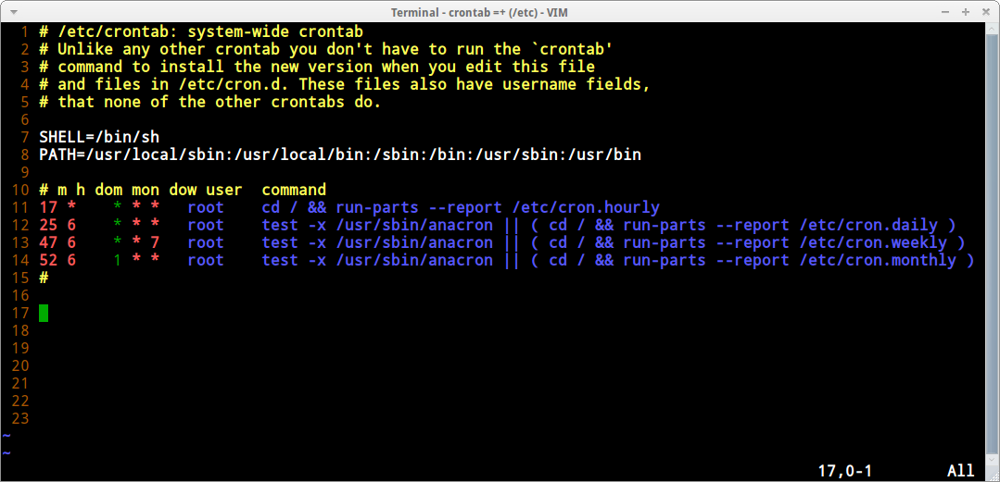 Terminal - crontab =+ (/etc) - VIM
1 # /etc/crontab: system-wide crontab
2 # Unlike any other crontab you don't have to run the `crontab'
3 # command to install the new version when you edit this file
4 # and files in /etc/cron.d. These files also have username fields,
5 # that none of the other crontabs do.
6
7 SHELL=/bin/sh
8 PATH=/usr/local/sbin:/usr/local/bin:/sbin:/bin:/usr/sbin:/usr/bin
9
10 # m h dom mon dow user  command
11 17 *    * * *   root    cd / && run-parts --report /etc/cron.hourly
12 25 6    * * *   root    test -x /usr/sbin/anacron || ( cd / && run-parts --report /etc/cron.daily )
13 47 6    * * 7   root    test -x /usr/sbin/anacron || ( cd / && run-parts --report /etc/cron.weekly )
14 52 6    1 * *   root    test -x /usr/sbin/anacron || ( cd / && run-parts --report /etc/cron.monthly )
15 #
16
17
18
19
20
21
22
23
~
~
17,0-1        All